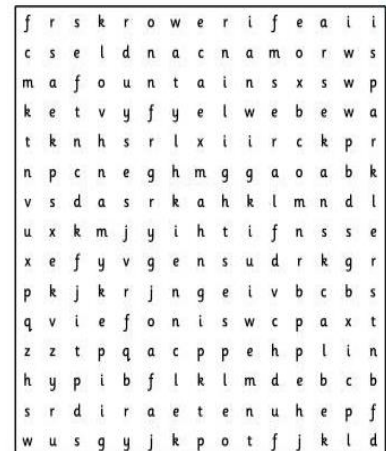 f r s k r o w e r i f e a i i
c s e l d n a c n a m o r w s
m a f o u n t a i n s x s w p
k e t v y f y e l w e b e w a
t k n h s r l x i i r c k p r
n p c n e g h m g g a o a b k
v s d a s r k a h k l m n d l
u x k m j y i h t i f n s s e
x e f y v g e n s u d r k g r
p k j k r j n g e i v b c b s
q v i e f o n i s w c p a x t
z z t p q a c p p e h p l i n
h y p i b f l k l m d e b c b
s r d i r a e t e n u h e p f
w u s g y j k p o t f j k l d